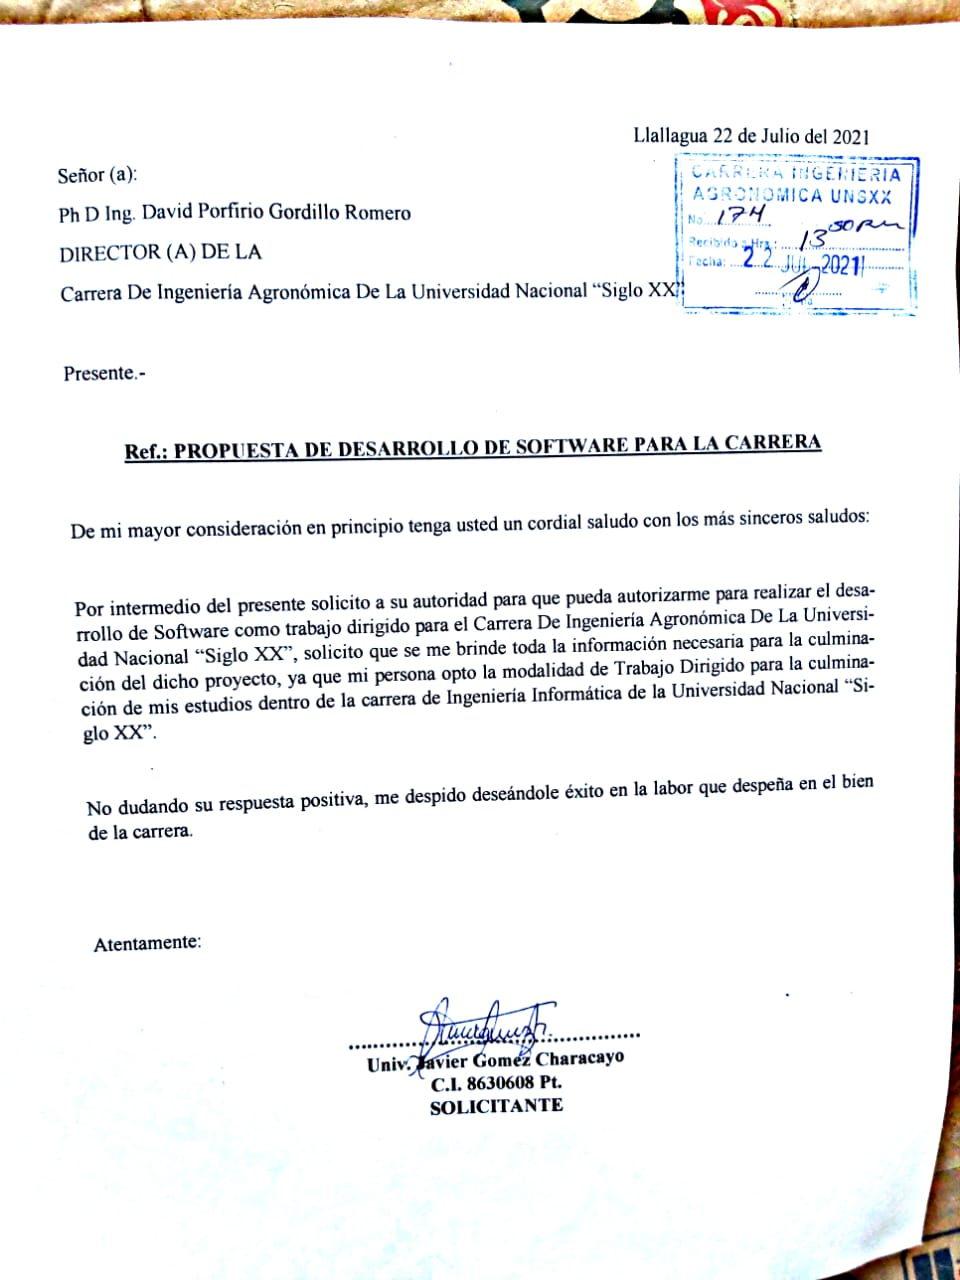 Llallagua 22 de Julio del 2021
Señor (a):
Ph D Ing. David Porfirio Gordillo Romero
DIRECTOR (A) DE LA
Carrera De Ingeniería Agronómica De La Universidad Nacional “Siglo XX”
CARRERA INGENIERIA
AGRONOMICA UNSXX
No. 174
Recibido a Hrs.: 13 50 PM
Fecha: 22 JUL 2021
Presente.-
Ref.: PROPUESTA DE DESARROLLO DE SOFTWARE PARA LA CARRERA
De mi mayor consideración en principio tenga usted un cordial saludo con los más sinceros saludos:
Por intermedio del presente solicito a su autoridad para que pueda autorizarme para realizar el desa-
rrollo de Software como trabajo dirigido para el Carrera De Ingeniería Agronómica De La Universi-
dad Nacional “Siglo XX”, solicito que se me brinde toda la información necesaria para la culmina-
ción del dicho proyecto, ya que mi persona opto la modalidad de Trabajo Dirigido para la culmina-
ción de mis estudios dentro de la carrera de Ingeniería Informática de la Universidad Nacional “Si-
glo XX”.
No dudando su respuesta positiva, me despido deseándole éxito en la labor que despeña en el bien
de la carrera.
Atentamente:
Univ. Javier Gomez Characayo
C.I. 8630608 Pt.
SOLICITANTE